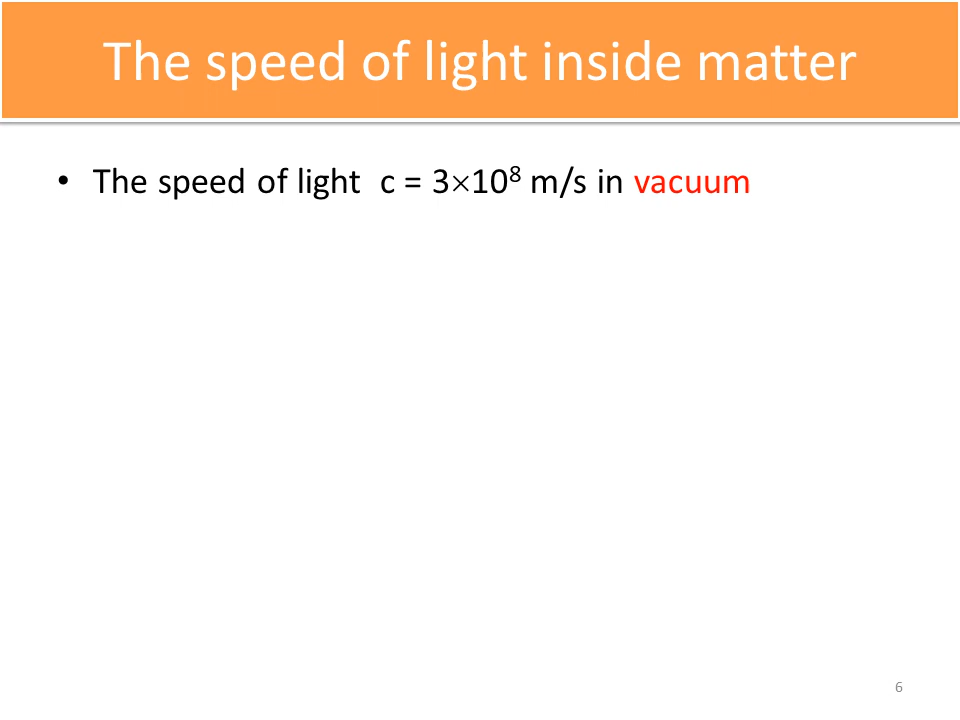 The speed of light inside matter
• The speed of light c = 3×10⁸ m/s in vacuum
6